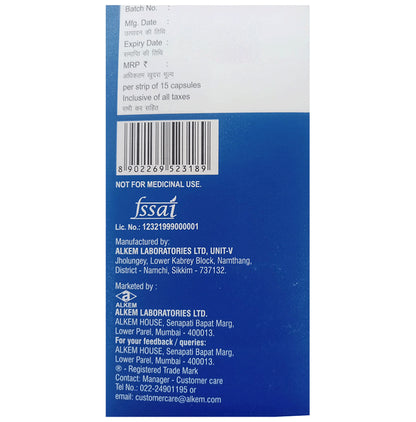 Batch No. :
Mfg. Date :
उत्पादन की तिथि
Expiry Date :
समाप्ति की तिथि
MRP ₹ :
अधिकतम खुदरा मूल्य
per strip of 15 capsules
Inclusive of all taxes
सभी कर सहित
8 902269 523189
NOT FOR MEDICINAL USE.
fssai
Lic. No.: 12321999000001
Manufactured by:
ALKEM LABORATORIES LTD, UNIT-V
Jholungey, Lower Kabrey Block, Namthang,
District - Namchi, Sikkim - 737132.
Marketed by :
a
ALKEM
ALKEM LABORATORIES LTD.
ALKEM HOUSE, Senapati Bapat Marg,
Lower Parel, Mumbai - 400013.
For your feedback / queries:
ALKEM HOUSE, Senapati Bapat Marg,
Lower Parel, Mumbai - 400013.
® - Registered Trade Mark
Contact: Manager - Customer care
Tel No.: 022-24901195 or
email: customercare@alkem.com